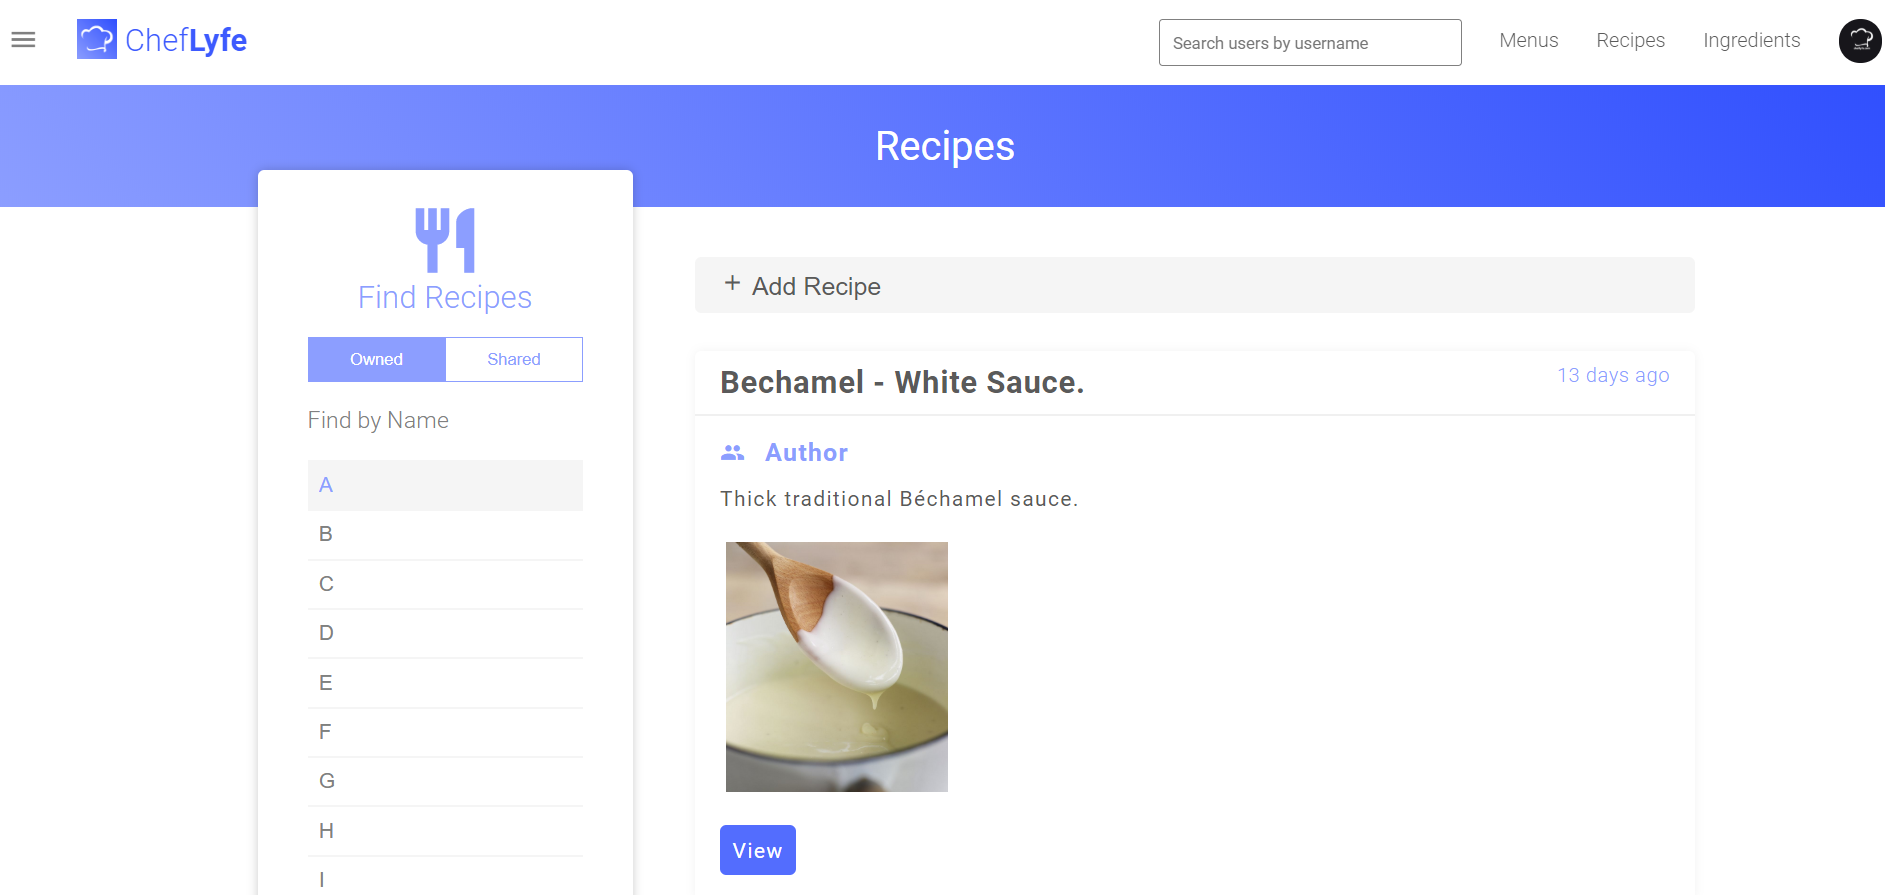 ChefLyfe
Search users by username
Menus
Recipes
Ingredients
Recipes
Find Recipes
Owned
Shared
Find by Name
A
B
C
D
E
F
G
H
I
+ Add Recipe
Bechamel - White Sauce.
13 days ago
Author
Thick traditional Béchamel sauce.
View